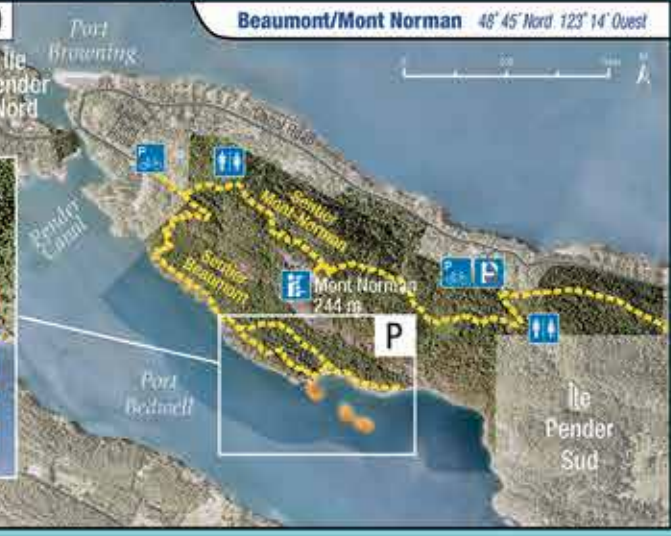 Beaumont/Mont Norman 48° 45' Nord. 123° 14' Ouest
Port
Browning
Île
Pender
Nord
P
Pender
Canal
Sentier
Mont-Norman
Sentier
Beaumont
Mont Norman
244 m
P
P
Port
Bedwell
Île
Pender
Sud